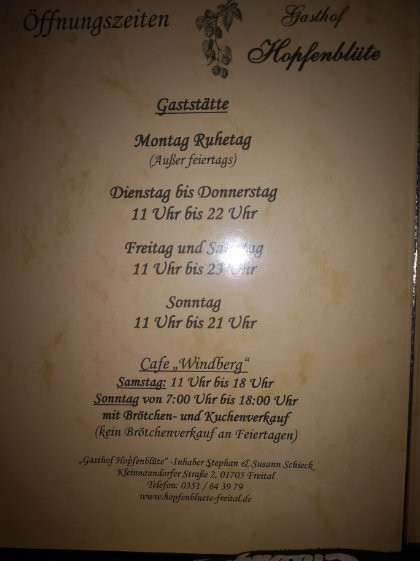 Öffnungszeiten
Gasthof
Hopfenblüte
Gaststätte
Montag Ruhetag
(Außer feiertags)
Dienstag bis Donnerstag
11 Uhr bis 22 Uhr
Freitag und Samstag
11 Uhr bis 23 Uhr
Sonntag
11 Uhr bis 21 Uhr
Cafe „Windberg“
Samstag: 11 Uhr bis 18 Uhr
Sonntag von 7:00 Uhr bis 18:00 Uhr
mit Brötchen- und Kuchenverkauf
(kein Brötchenverkauf an Feiertagen)
„Gasthof Hopfenblüte“ -Inhaber Stephan & Susann Schieck
Kleinnaundorfer Straße 2, 01705 Freital
Telefon: 0351 / 64 39 79
www.hopfenbluete-freital.de